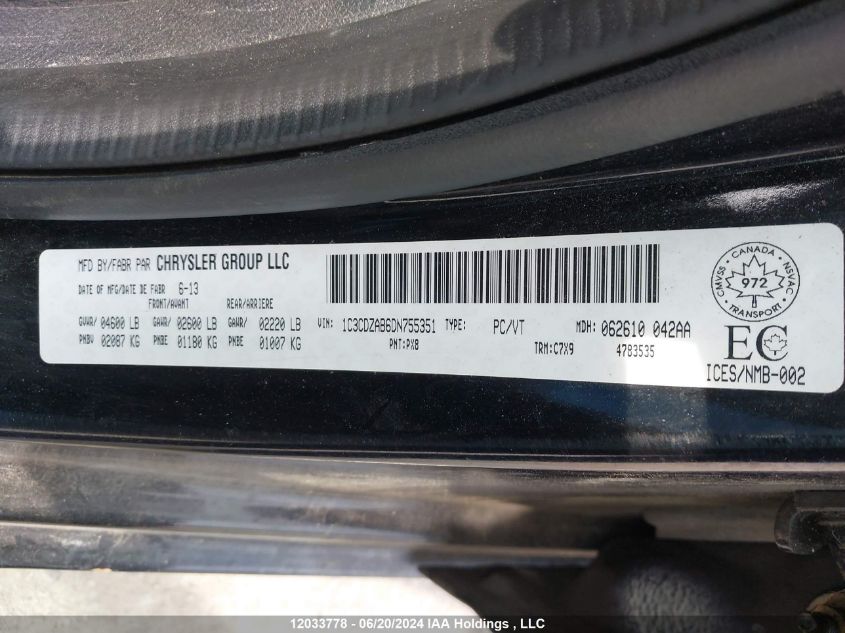 MFD BY/FABR PAR CHRYSLER GROUP LLC
DATE OF MFG/DATE DE FABR 6-13
FRONT/AVANT REAR/ARRIERE
GVWR/ 04600 LB GAWR/ 02600 LB GAWR/ 02220 LB
PNBV 02087 KG PNBE 01180 KG PNBE 01007 KG
VIN: 1C3CDZAB6DN755351 TYPE: PC/VT MDH: 062610 042AA
PNT:PX8 TRM:C7X9 4783535
CMVSS CANADA NSVAC
972
TRANSPORT
EC
ICES/NMB-002
12033778 - 06/20/2024 IAA Holdings , LLC